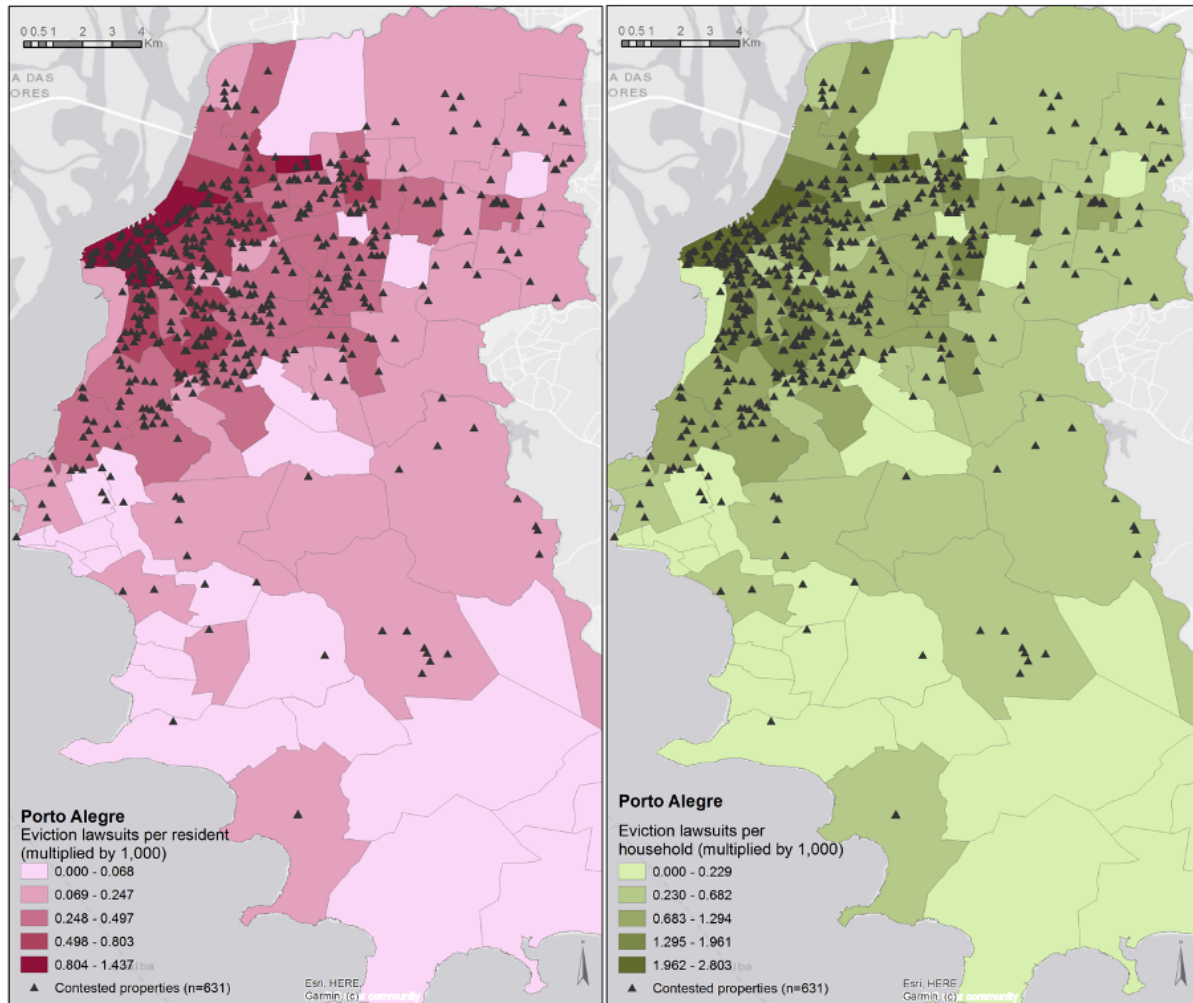 0 0.5 1 2 3 4
Km
A DAS
ORES
Porto Alegre
Eviction lawsuits per resident
(multiplied by 1,000)
0.000 - 0.068
0.069 - 0.247
0.248 - 0.497
0.498 - 0.803
0.804 - 1.437
Contested properties (n=631)
Esri, HERE,
Garmin, (c)
community
N
0 0.5 1 2 3 4
Km
A DAS
ORES
Porto Alegre
Eviction lawsuits per
household (multiplied by 1,000)
0.000 - 0.229
0.230 - 0.682
0.683 - 1.294
1.295 - 1.961
1.962 - 2.803
Contested properties (n=631)
Esri, HERE,
Garmin, (c)
community
N